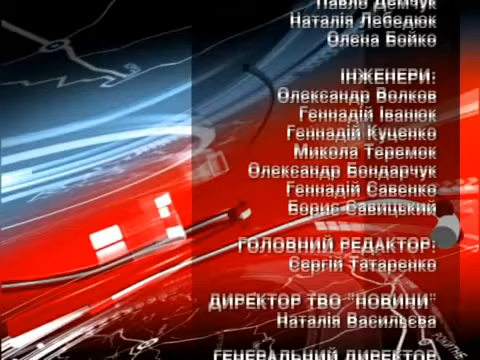 Павло Демчук
Наталія Лебедюк
Олена Бойко
ІНЖЕНЕРИ:
Олександр Волков
Геннадій Іванюк
Геннадій Куценко
Микола Теремок
Олександр Бондарчук
Геннадій Савенко
Борис Савицький
ГОЛОВНИЙ РЕДАКТОР:
Сергій Татаренко
ДИРЕКТОР ТВО "НОВИНИ"
Наталія Васильєва
ГЕНЕРАЛЬНИЙ ДИРЕКТОР